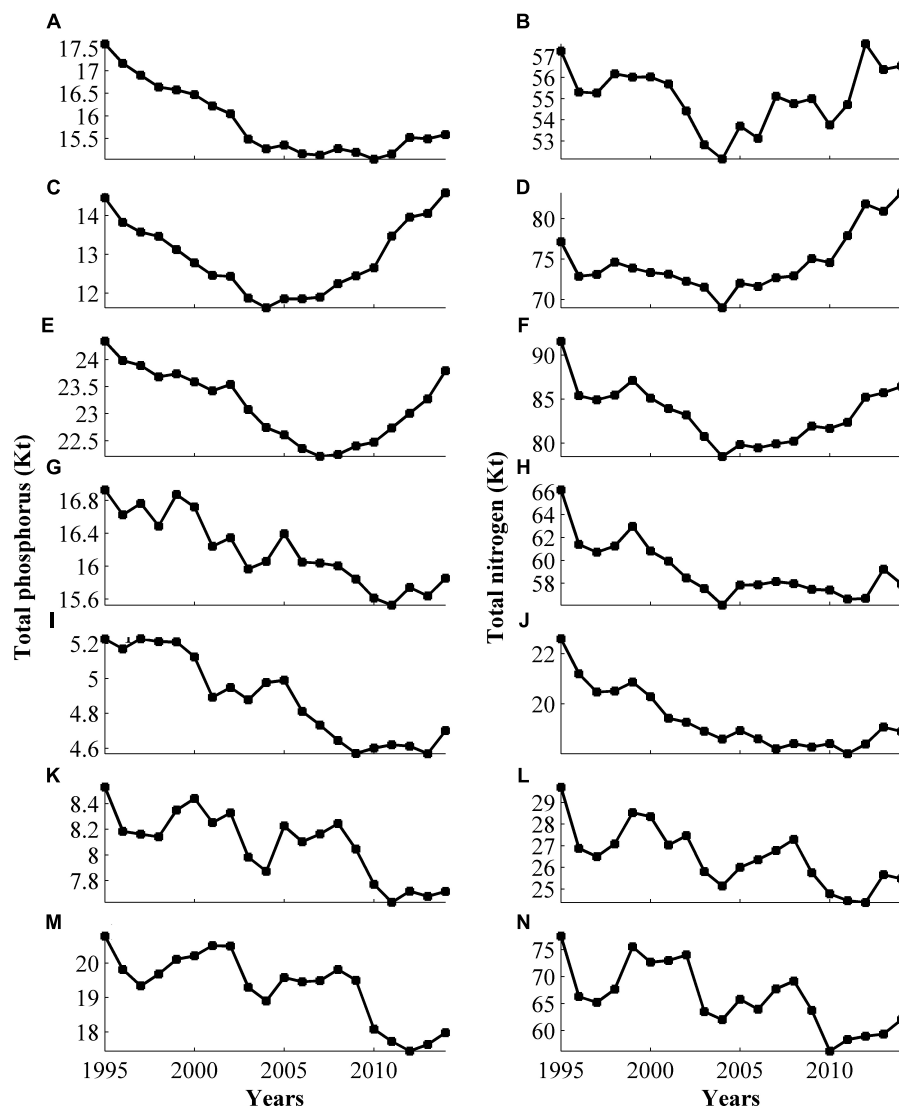 A
17.5
17
16.5
16
15.5
B
57
56
55
54
53
C
14
13
12
D
80
75
70
E
24
23.5
23
22.5
F
90
85
80
G
16.8
16.4
16
15.6
H
66
64
62
60
58
I
5.2
5
4.8
4.6
J
22
20
K
8.4
8.2
8
7.8
L
29
28
27
26
25
M
20
19
18
1995 2000 2005 2010
Years
N
75
70
65
60
1995 2000 2005 2010
Years
Total phosphorus (Kt)
Total nitrogen (Kt)